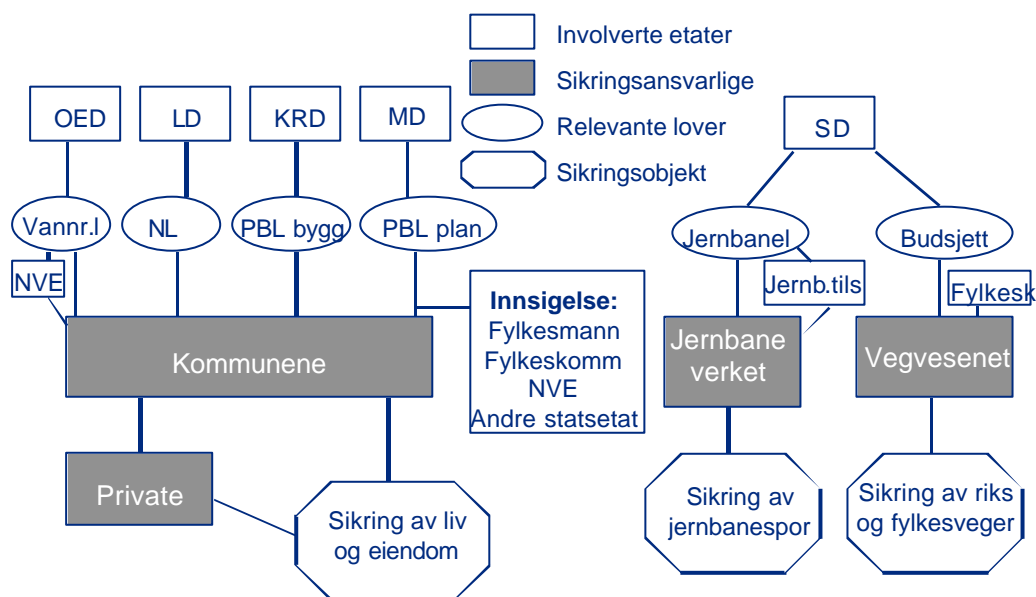 Involverte etater
Sikringsansvarlige
Relevante lover
Sikringsobjekt
OED
LD
KRD
MD
SD
Vannr.l
NL
PBL bygg
PBL plan
Jernbanel
Budsjett
NVE
Jernb.tils
Fylkesk
Innsigelse:
Fylkesmann
Fylkeskomm
NVE
Andre statsetat
Kommunene
Jernbane
verket
Vegvesenet
Private
Sikring av liv
og eiendom
Sikring av
jernbanespor
Sikring av riks
og fylkesveger